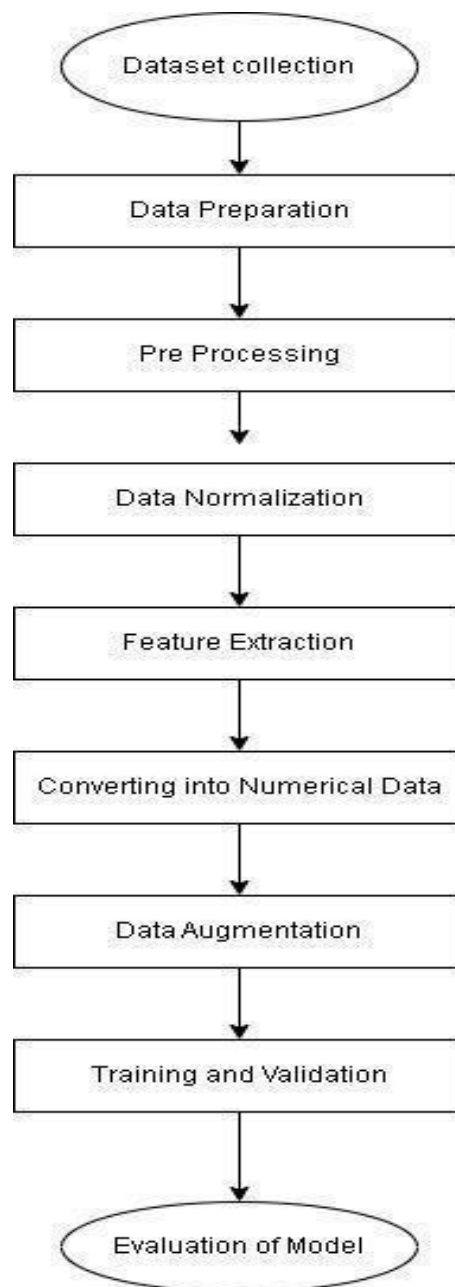 Dataset collection
Data Preparation
Pre Processing
Data Normalization
Feature Extraction
Converting into Numerical Data
Data Augmentation
Training and Validation
Evaluation of Model